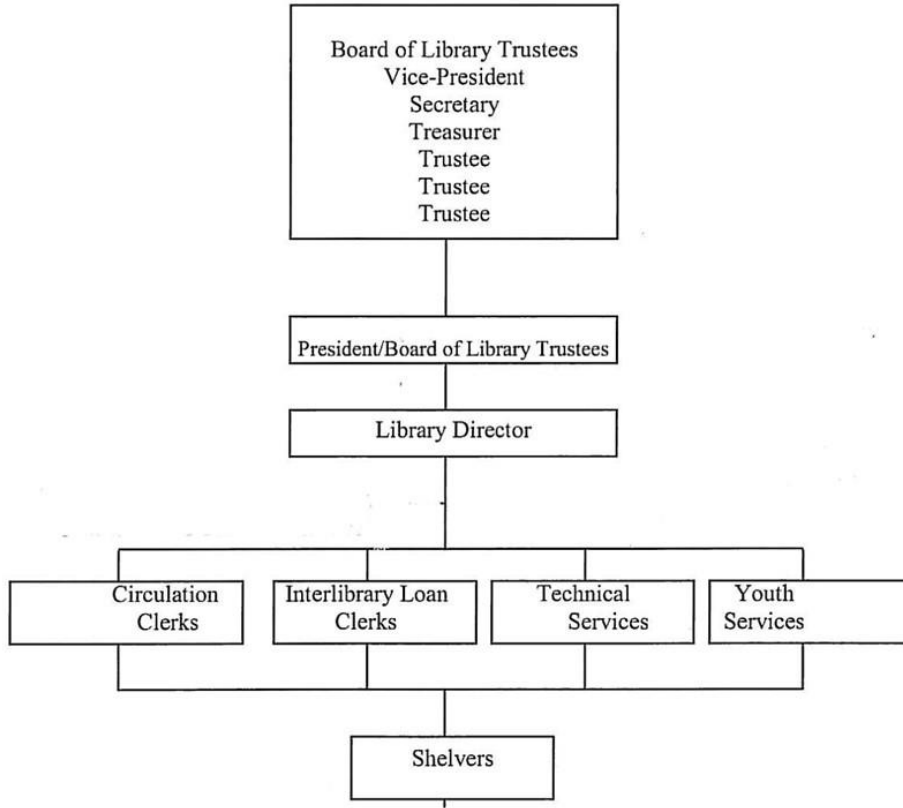 Board of Library Trustees
Vice-President
Secretary
Treasurer
Trustee
Trustee
Trustee
President/Board of Library Trustees
Library Director
Circulation
Clerks
Interlibrary Loan
Clerks
Technical
Services
Youth
Services
Shelvers